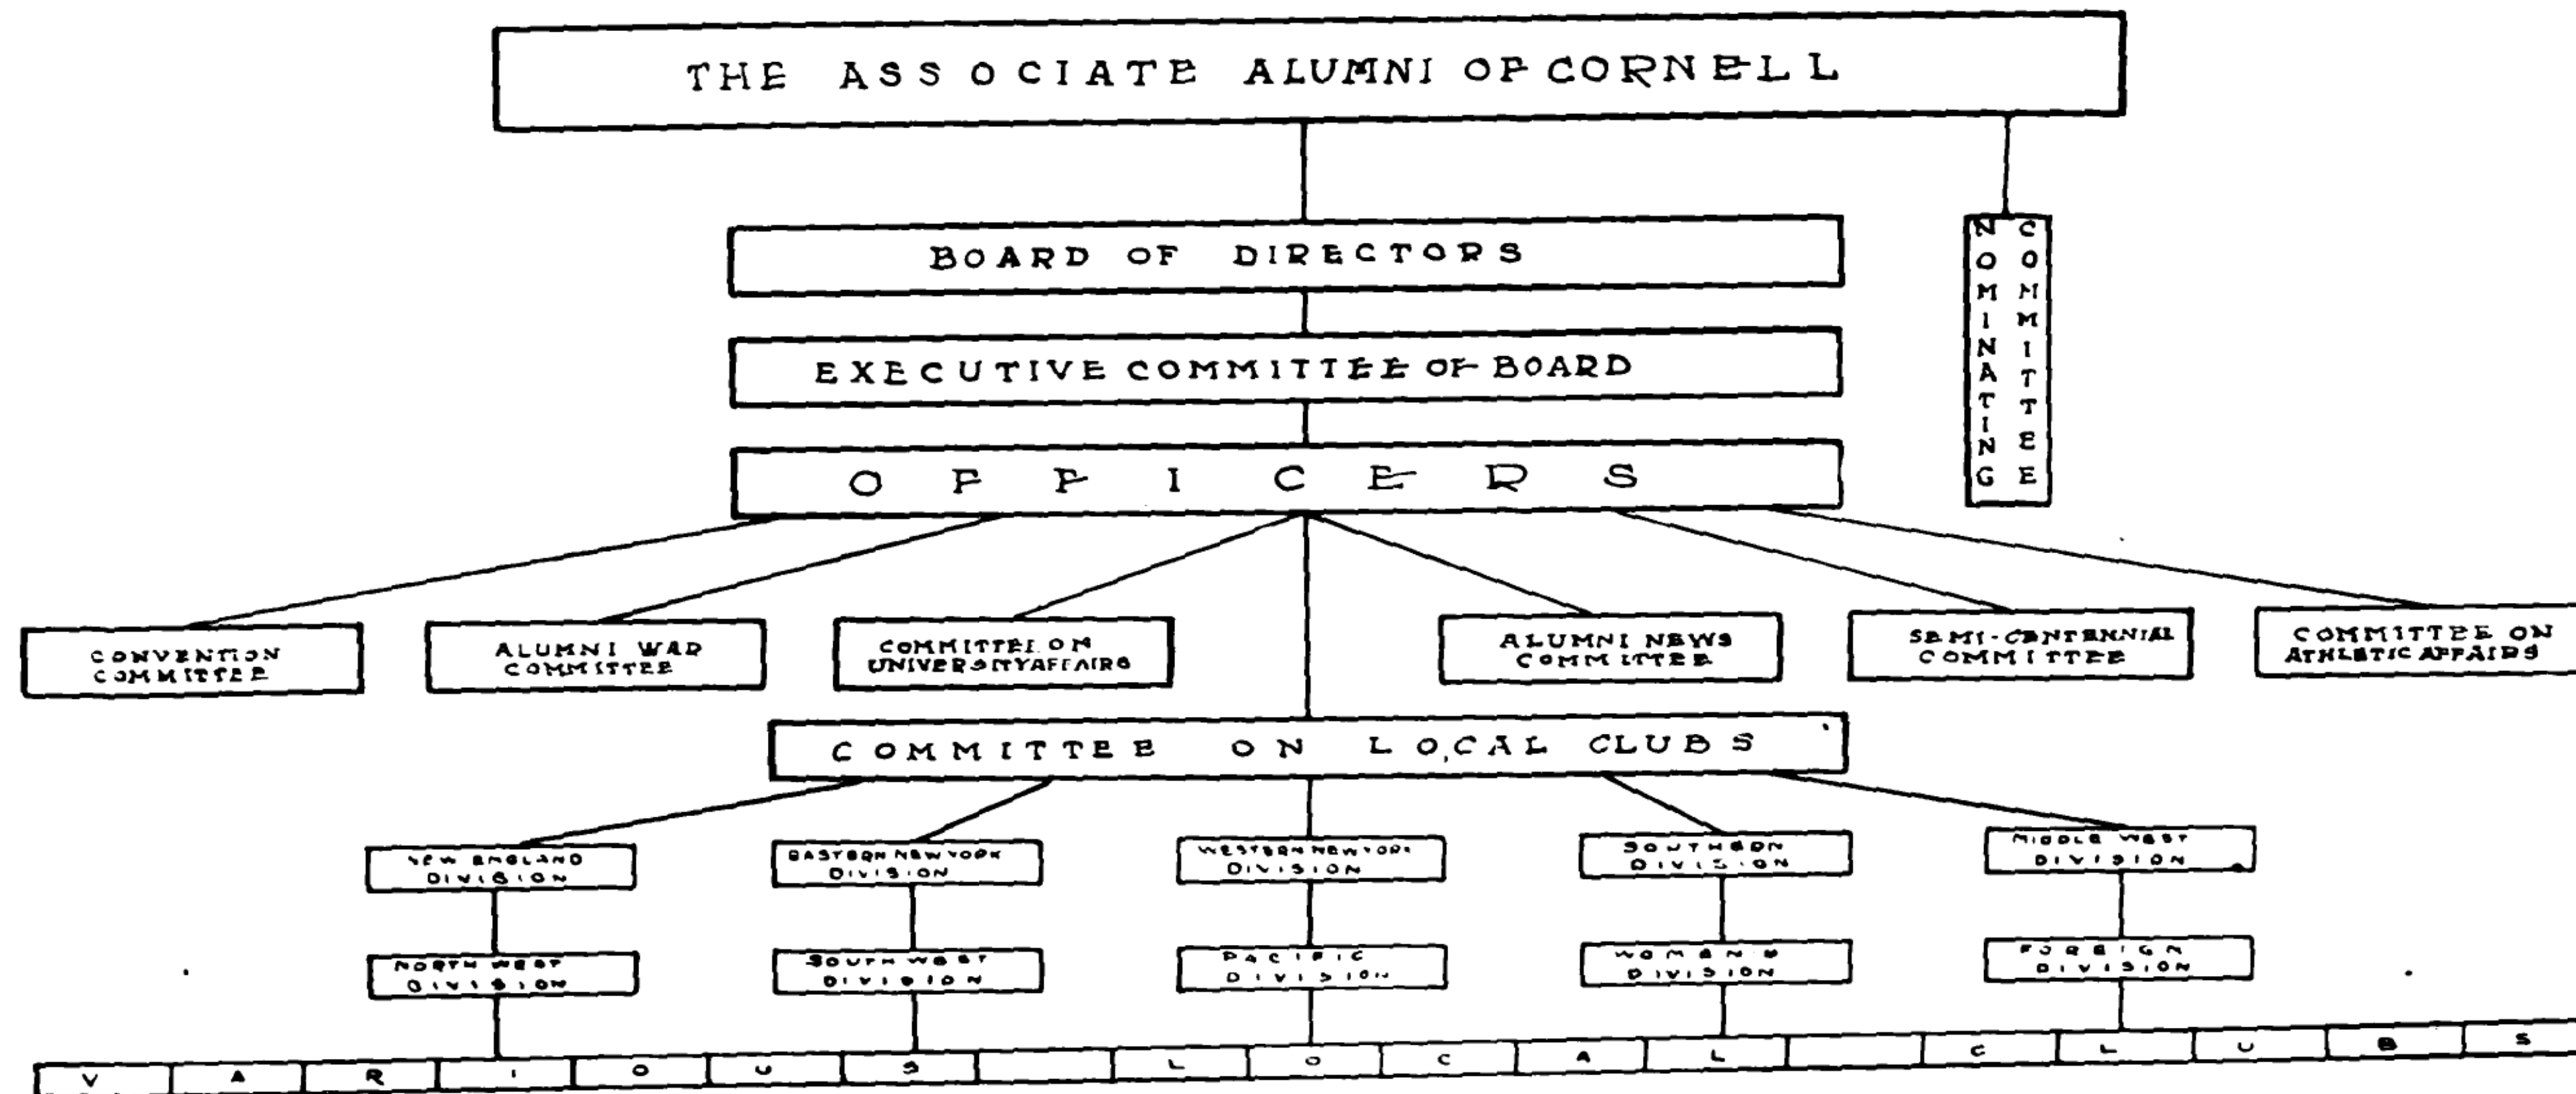 THE ASSOCIATE ALUMNI OF CORNELL
BOARD OF DIRECTORS
NOMINATING
COMMITTEE
EXECUTIVE COMMITTEE OF BOARD
OFFICERS
CONVENTION
COMMITTEE
ALUMNI WAR
COMMITTEE
COMMITTEE ON
UNIVERSITY AFFAIRS
ALUMNI NEWS
COMMITTEE
SEMI-CENTENNIAL
COMMITTEE
COMMITTEE ON
ATHLETIC AFFAIRS
COMMITTEE ON LOCAL CLUBS
NEW ENGLAND
DIVISION
EASTERN NEW YORK
DIVISION
WESTERN NEW YORK
DIVISION
SOUTHERN
DIVISION
MIDDLE WEST
DIVISION
NORTH WEST
DIVISION
SOUTH WEST
DIVISION
PACIFIC
DIVISION
WOMEN'S
DIVISION
FOREIGN
DIVISION
VARIOUS LOCAL CLUBS